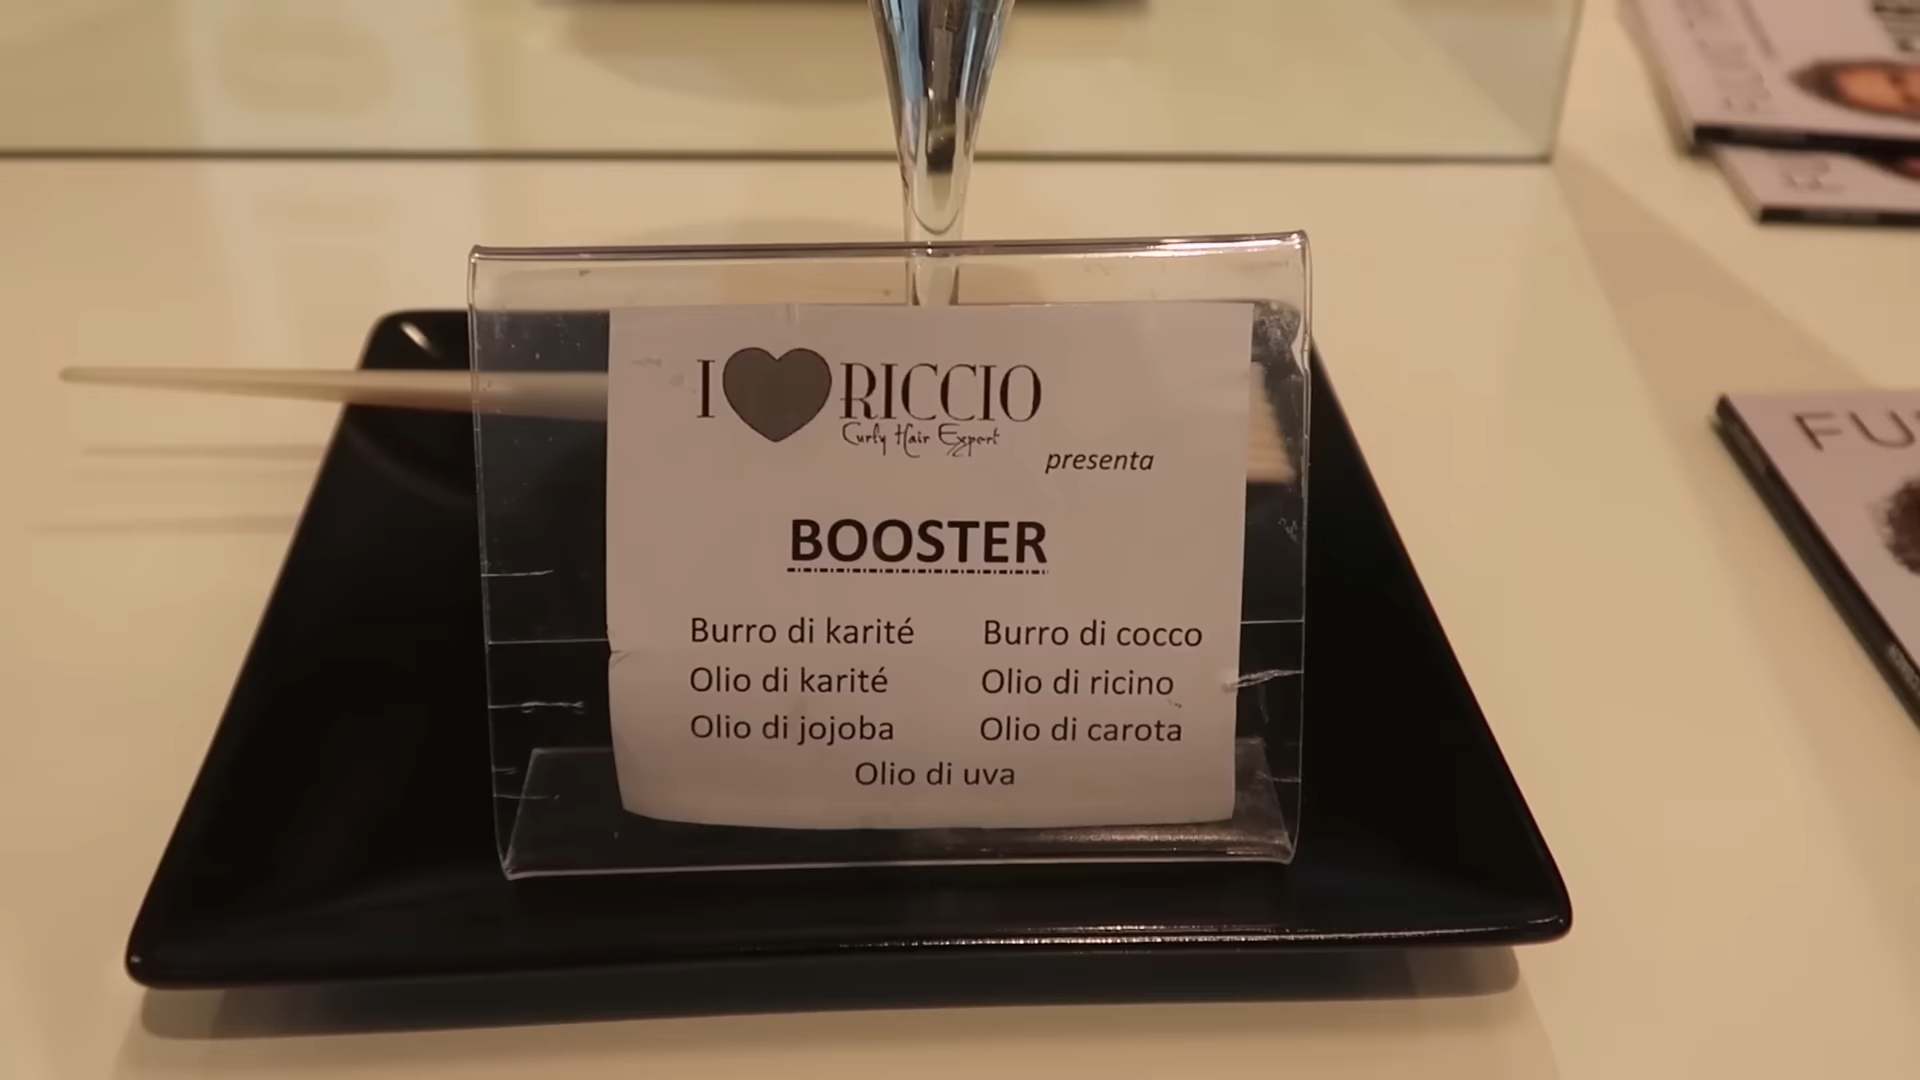 I RICCIO
Curly Hair Expert
presenta
BOOSTER
Burro di karité Burro di cocco
Olio di karité Olio di ricino
Olio di jojoba Olio di carota
Olio di uva
FU